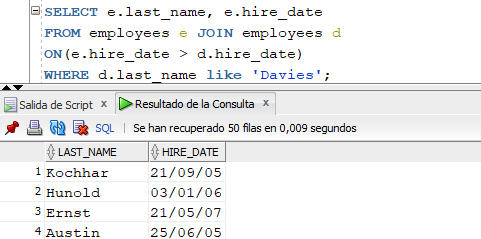 SELECT e.last_name, e.hire_date
FROM employees e JOIN employees d
ON(e.hire_date > d.hire_date)
WHERE d.last_name like 'Davies';
Salida de Script x Resultado de la Consulta x
SQL | Se han recuperado 50 filas en 0,009 segundos
LAST_NAME HIRE_DATE
1 Kochhar 21/09/05
2 Hunold 03/01/06
3 Ernst 21/05/07
4 Austin 25/06/05